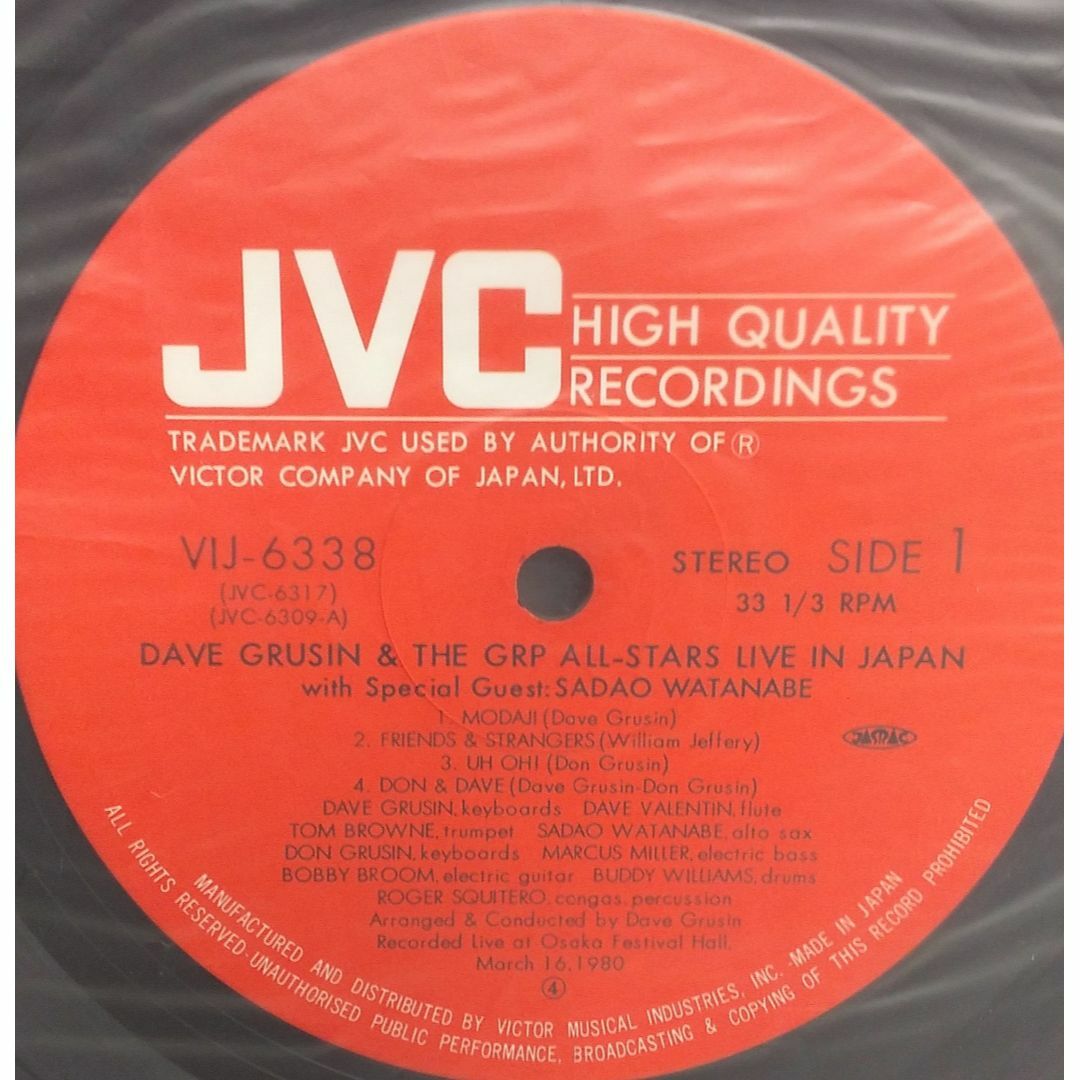 JVC HIGH QUALITY
RECORDINGS
TRADEMARK JVC USED BY AUTHORITY OF Ⓡ
VICTOR COMPANY OF JAPAN, LTD.
VIJ-6338
(JVC-6317)
(JVC-6309-A)
STEREO SIDE 1
33 1/3 RPM
DAVE GRUSIN & THE GRP ALL-STARS LIVE IN JAPAN
with Special Guest: SADAO WATANABE
1. MODAJI (Dave Grusin)
2. FRIENDS & STRANGERS (William Jeffery)
3. UH OH! (Don Grusin)
4. DON & DAVE (Dave Grusin-Don Grusin)
JASRAC
DAVE GRUSIN, keyboards DAVE VALENTIN, flute
TOM BROWNE, trumpet SADAO WATANABE, alto sax
DON GRUSIN, keyboards MARCUS MILLER, electric bass
BOBBY BROOM, electric guitar BUDDY WILLIAMS, drums
ROGER SQUITERO, congas, percussion
Arranged & Conducted by Dave Grusin
Recorded Live at Osaka Festival Hall,
March 16, 1980
④
MANUFACTURED AND DISTRIBUTED BY VICTOR MUSICAL INDUSTRIES, INC. -MADE IN JAPAN
ALL RIGHTS RESERVED-UNAUTHORISED PUBLIC PERFORMANCE, BROADCASTING & COPYING OF THIS RECORD PROHIBITED